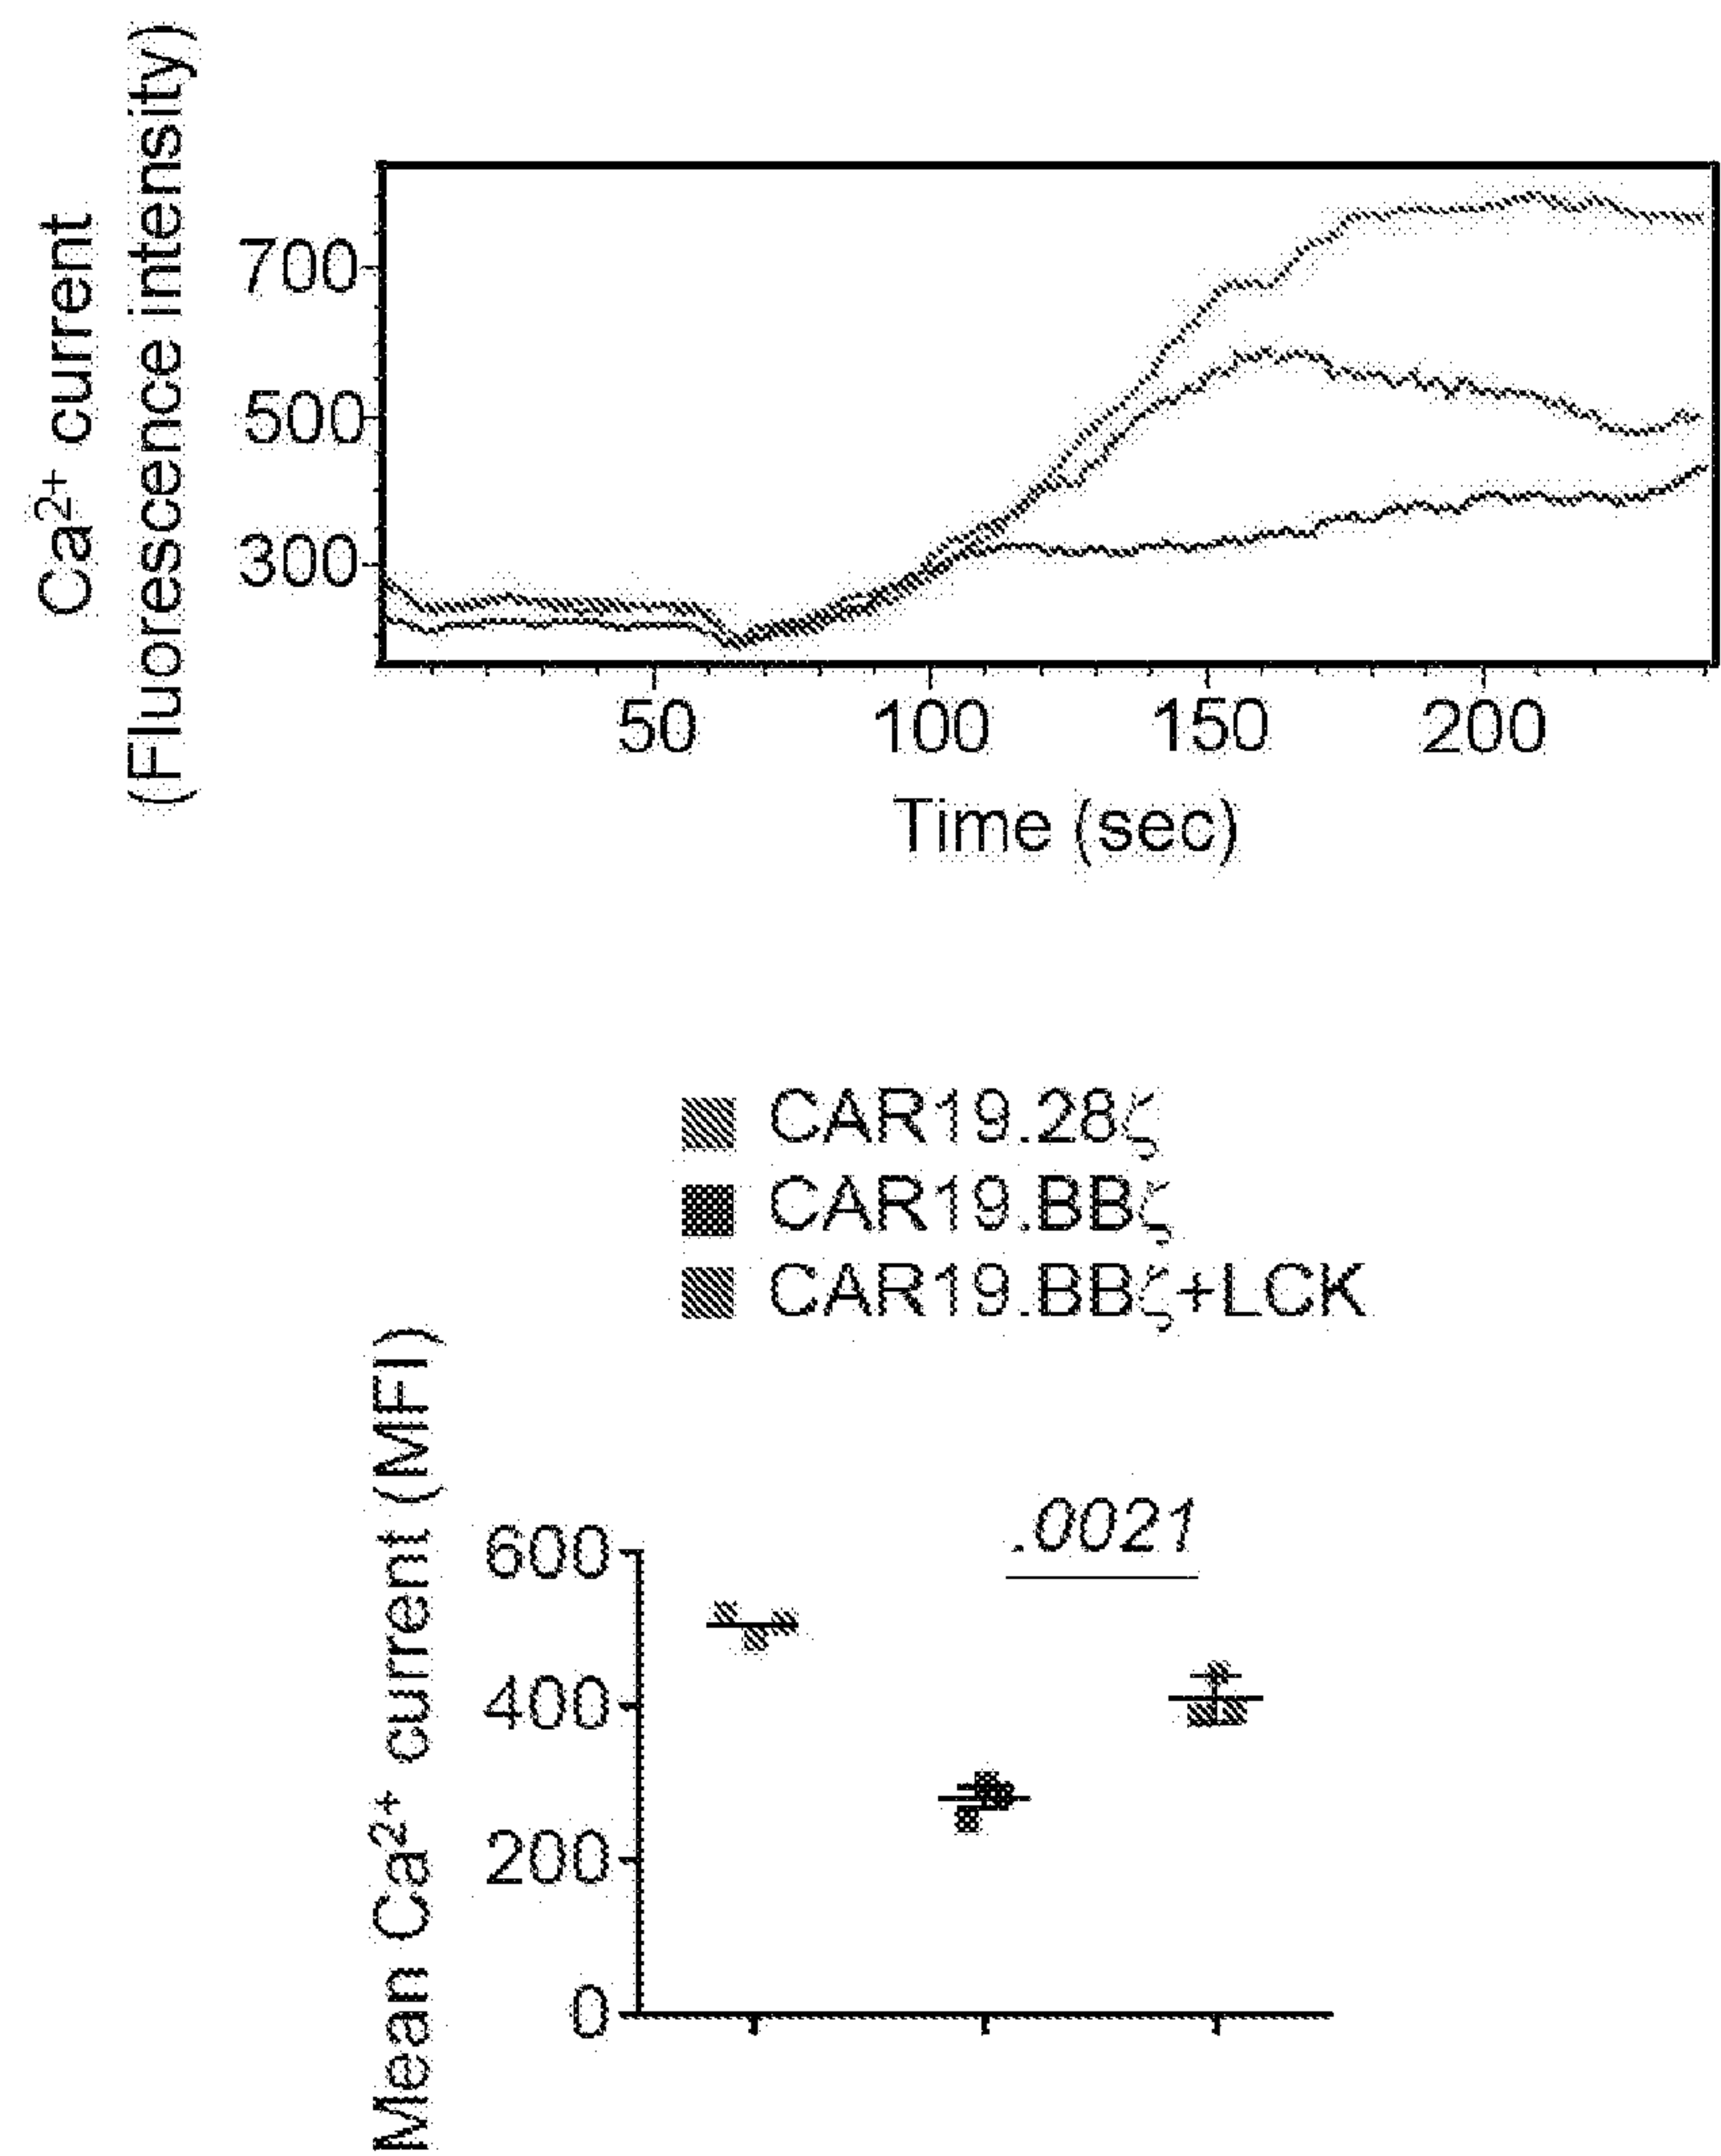 Ca2+ current
(Fluorescence intensity)
700
500
300
50 100 150 200
Time (sec)
CAR19.28ζ
CAR19.BBζ
CAR19.BBζ+LCK
Mean Ca2+ current (MFI)
.0021
600
400
200
0